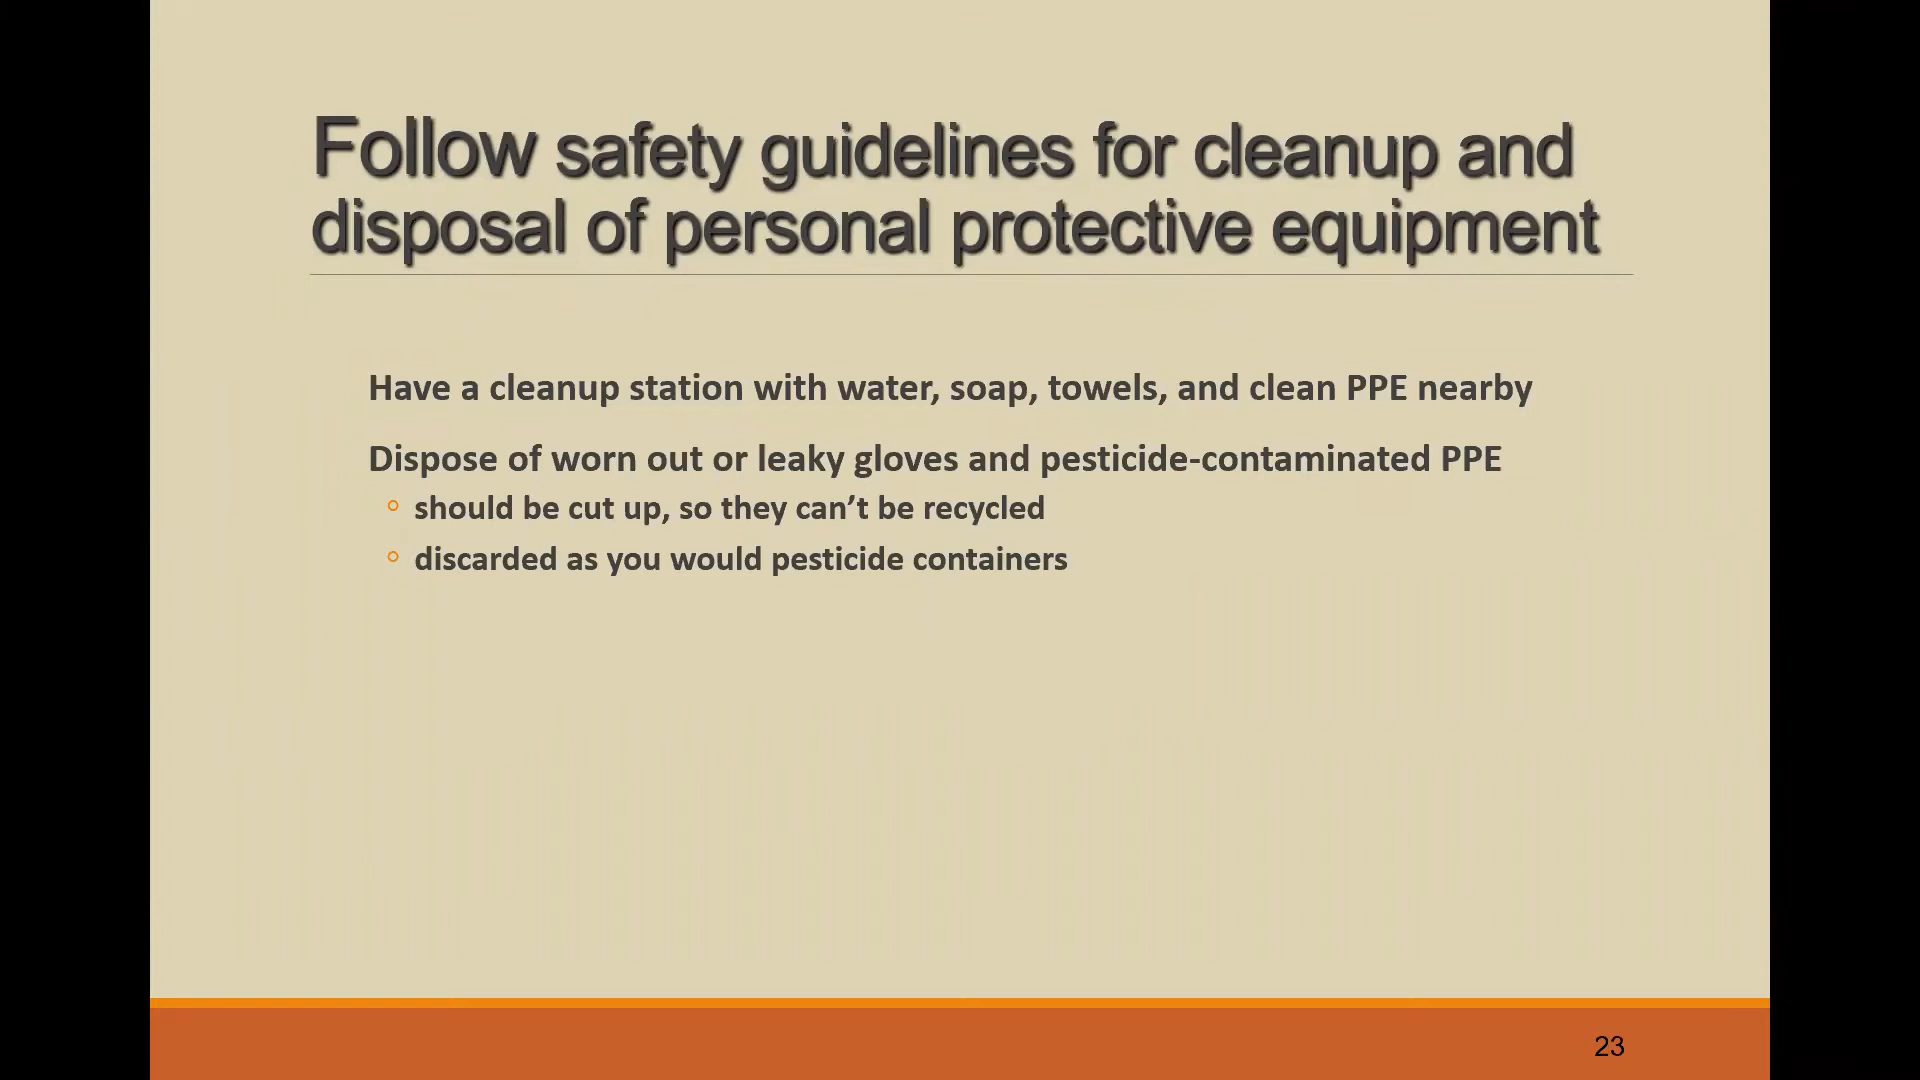 Follow safety guidelines for cleanup and
disposal of personal protective equipment
Have a cleanup station with water, soap, towels, and clean PPE nearby
Dispose of worn out or leaky gloves and pesticide-contaminated PPE
◦ should be cut up, so they can’t be recycled
◦ discarded as you would pesticide containers
23